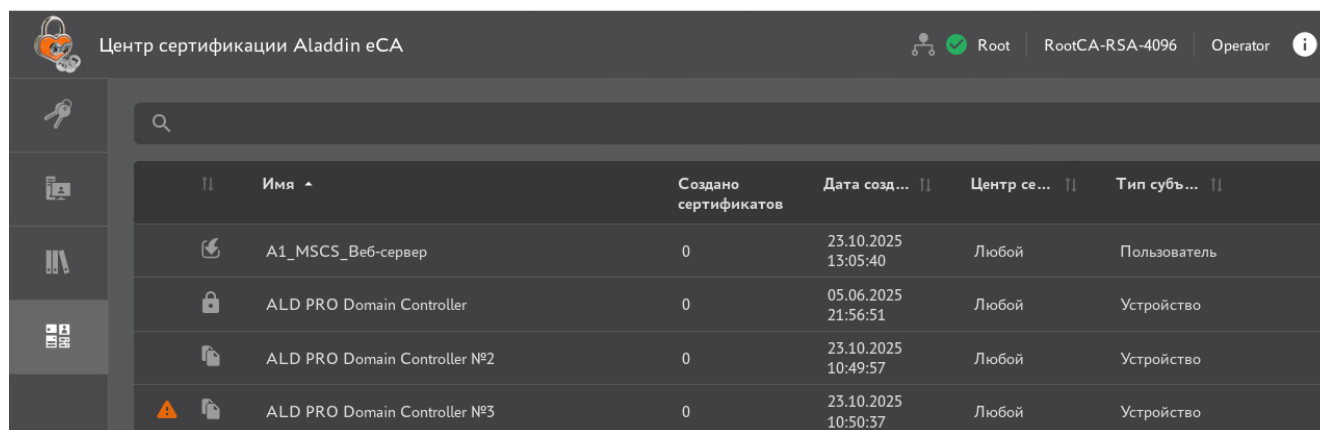 Центр сертификации Aladdin eCA
Root RootCA-RSA-4096 Operator
Имя Создано сертификатов Дата созд... Центр се... Тип субъ...
A1_MSCS_Веб-сервер 0 23.10.2025 13:05:40 Любой Пользователь
ALD PRO Domain Controller 0 05.06.2025 21:56:51 Любой Устройство
ALD PRO Domain Controller №2 0 23.10.2025 10:49:57 Любой Устройство
ALD PRO Domain Controller №3 0 23.10.2025 10:50:37 Любой Устройство